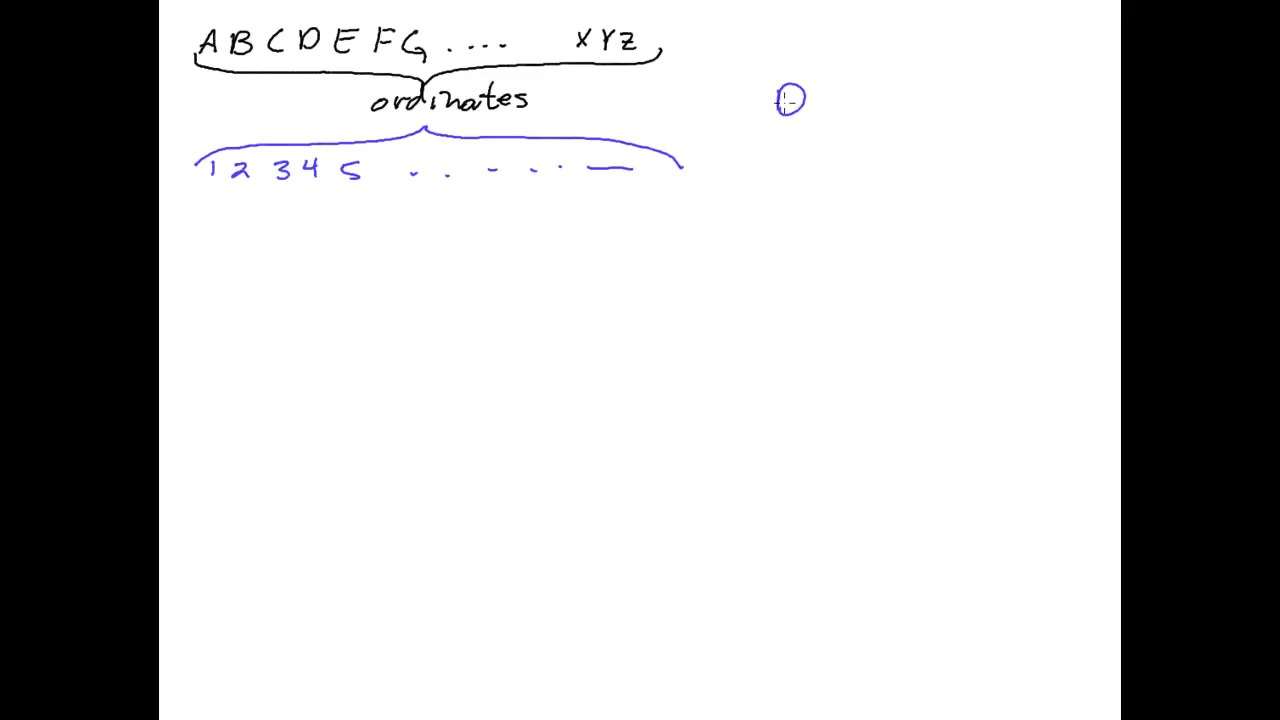 A B C D E F G . . . . X Y Z
ordinates
1 2 3 4 5 . . - . . —